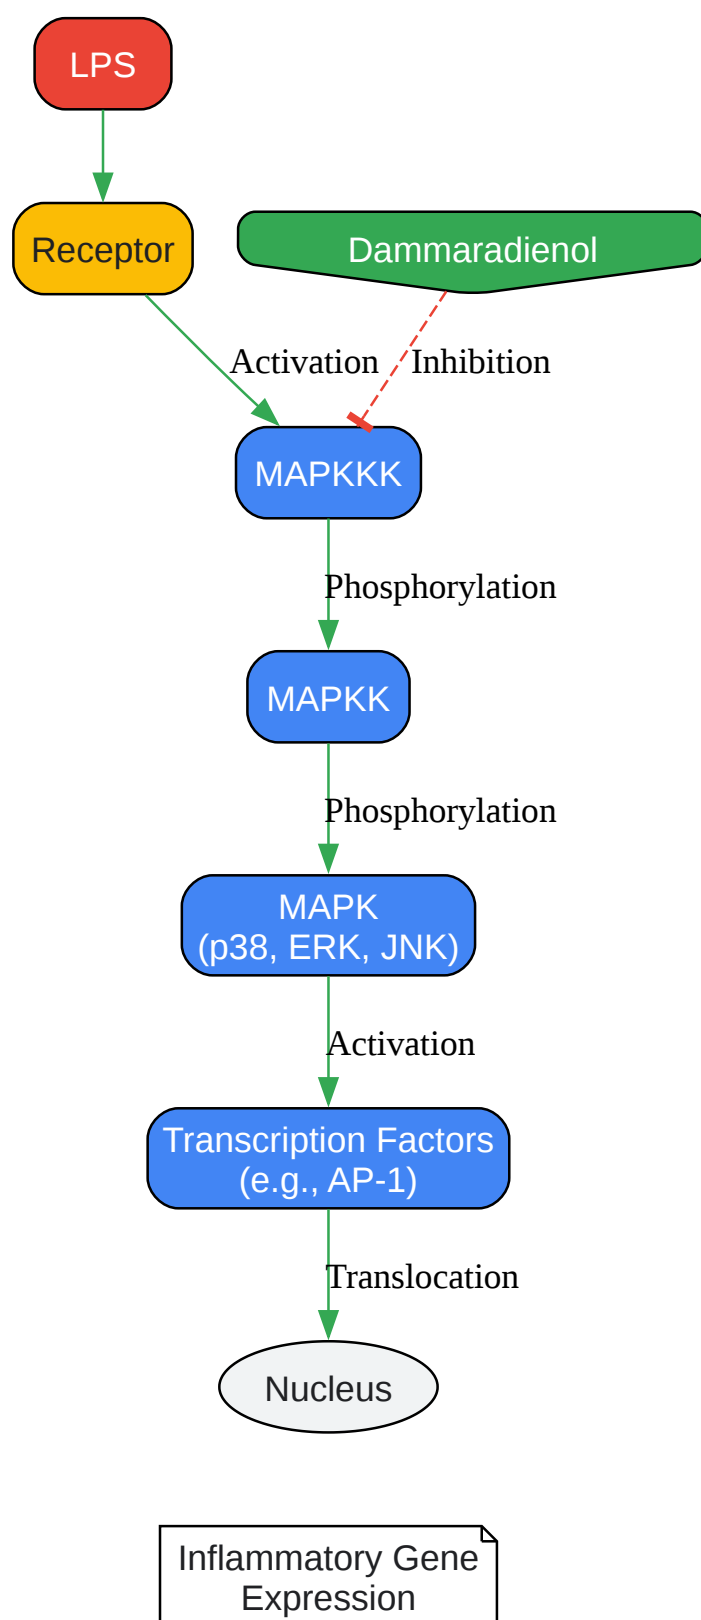 LPS
Receptor
Dammaradienol
Activation
Inhibition
MAPKKK
Phosphorylation
MAPKK
Phosphorylation
MAPK
(p38, ERK, JNK)
Activation
Transcription Factors
(e.g., AP-1)
Translocation
Nucleus
Inflammatory Gene
Expression